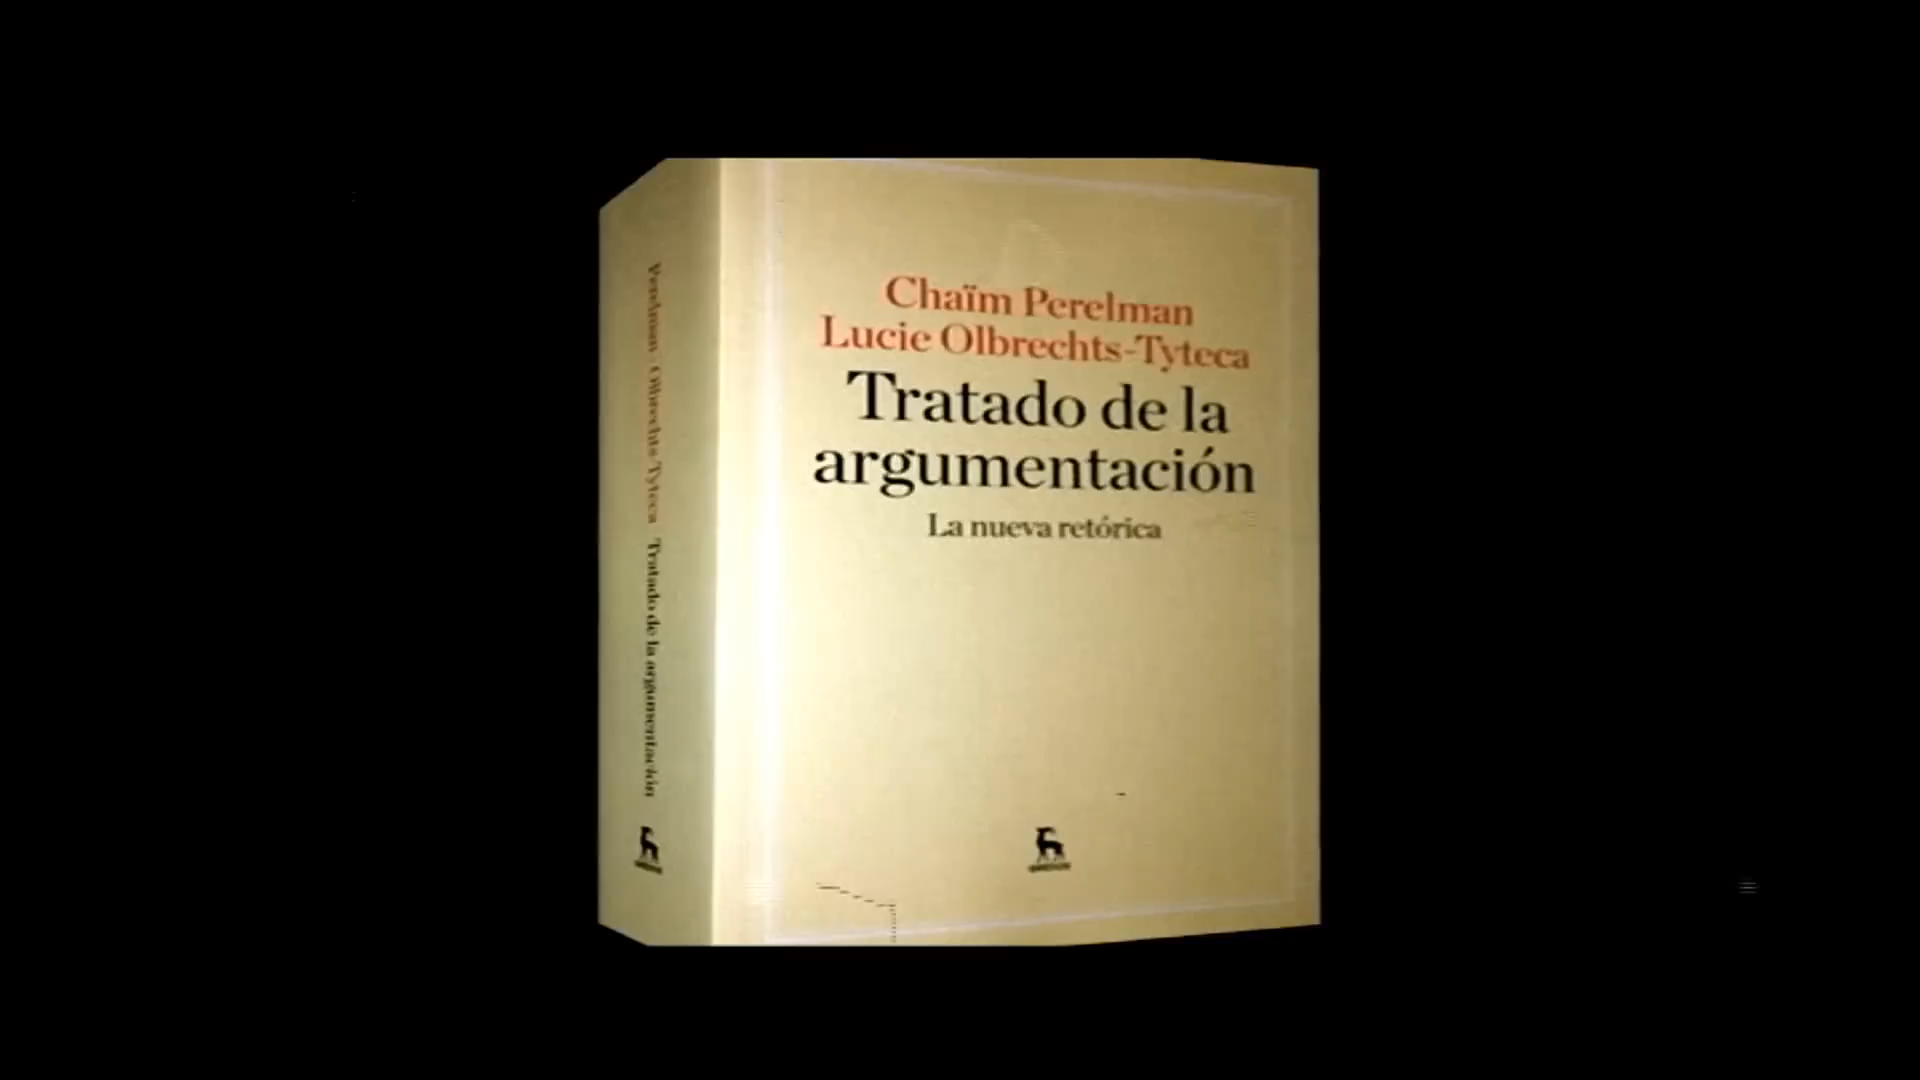 Perelman · Olbrechts-Tyteca Tratado de la argumentación
Chaïm Perelman
Lucie Olbrechts-Tyteca
Tratado de la
argumentación
La nueva retórica